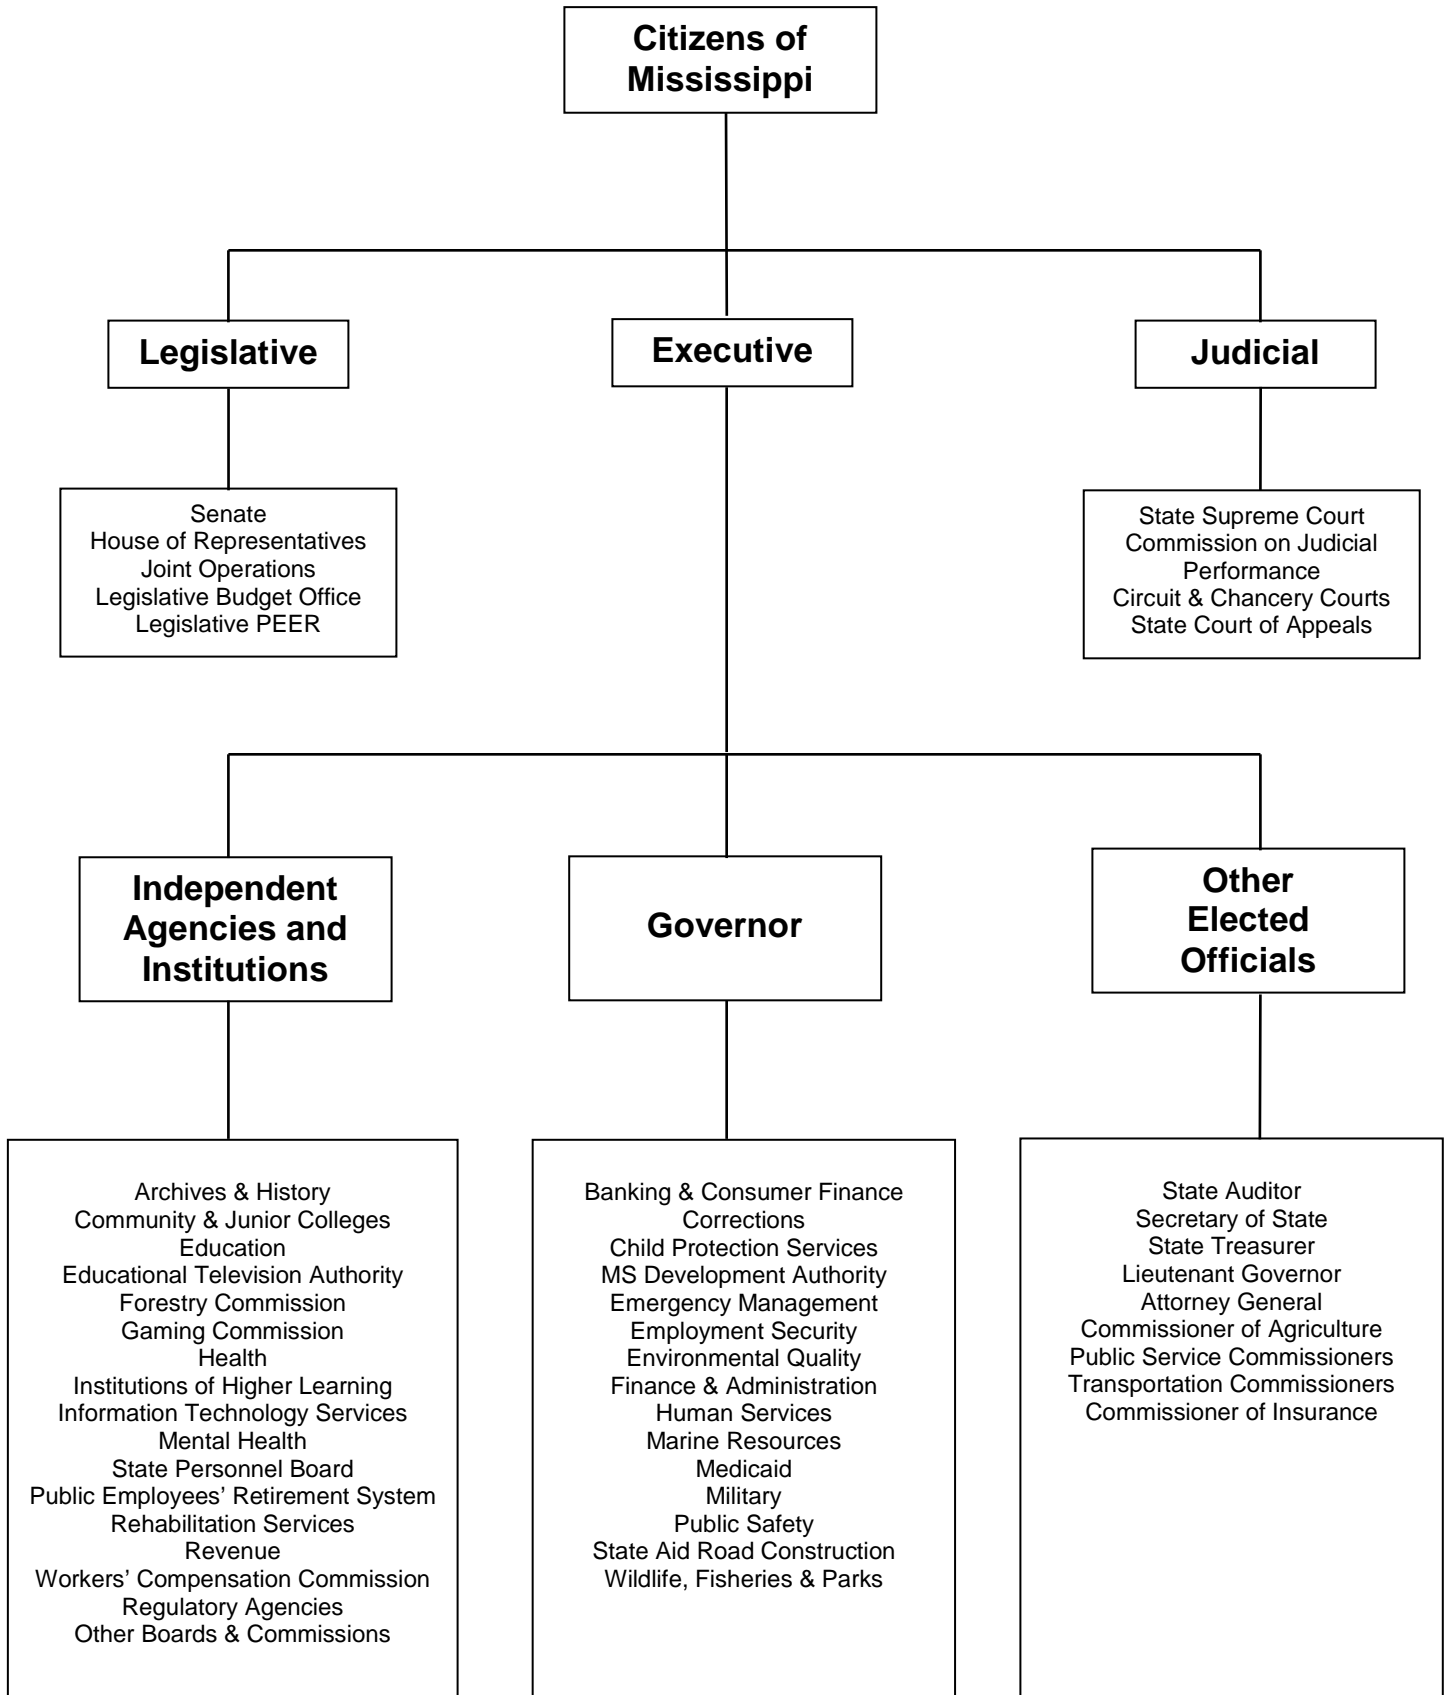 Citizens of
Mississippi
Legislative
Executive
Judicial
Senate
House of Representatives
Joint Operations
Legislative Budget Office
Legislative PEER
State Supreme Court
Commission on Judicial
Performance
Circuit & Chancery Courts
State Court of Appeals
Independent
Agencies and
Institutions
Governor
Other
Elected
Officials
Archives & History
Community & Junior Colleges
Education
Educational Television Authority
Forestry Commission
Gaming Commission
Health
Institutions of Higher Learning
Information Technology Services
Mental Health
State Personnel Board
Public Employees’ Retirement System
Rehabilitation Services
Revenue
Workers’ Compensation Commission
Regulatory Agencies
Other Boards & Commissions
Banking & Consumer Finance
Corrections
Child Protection Services
MS Development Authority
Emergency Management
Employment Security
Environmental Quality
Finance & Administration
Human Services
Marine Resources
Medicaid
Military
Public Safety
State Aid Road Construction
Wildlife, Fisheries & Parks
State Auditor
Secretary of State
State Treasurer
Lieutenant Governor
Attorney General
Commissioner of Agriculture
Public Service Commissioners
Transportation Commissioners
Commissioner of Insurance